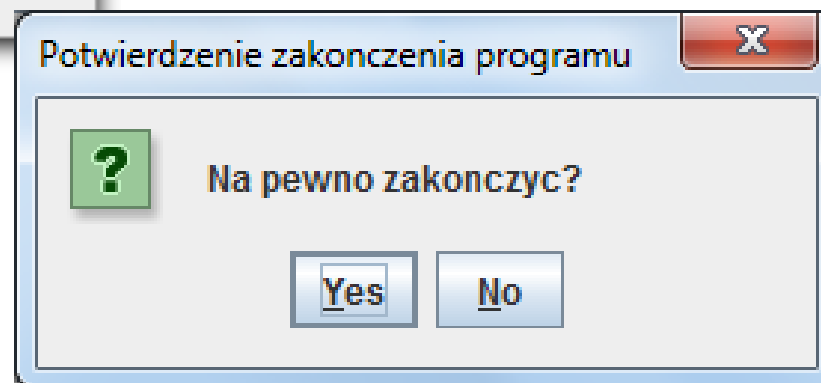 Potwierdzenie zakonczenia programu
Na pewno zakonczyc?
Yes
No